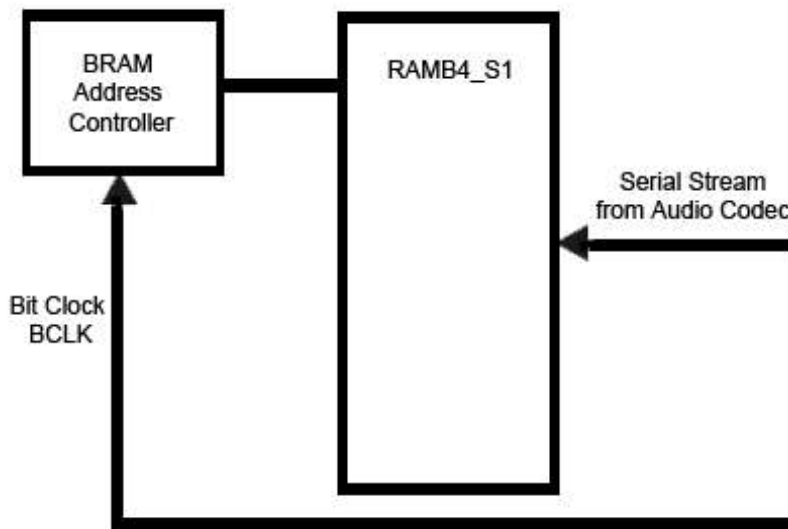 BRAM
Address
Controller
RAMB4_S1
Serial Stream
from Audio Codec
Bit Clock
BCLK